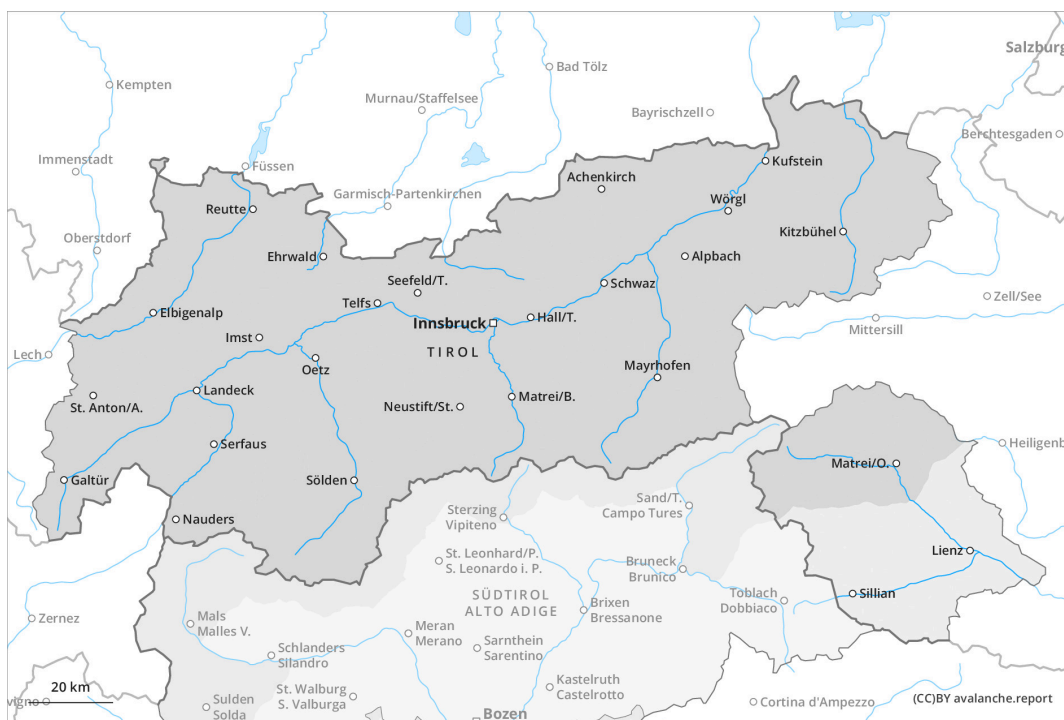 Salzburg
Kempten
Bad Tölz
Murnau/Staffelsee
Bayrischzell
Berchtesgaden
Immenstadt
Füssen
Kufstein
Achenkirch
Garmisch-Partenkirchen
Reutte
Wörgl
Oberstdorf
Kitzbühel
Ehrwald
Alpbach
Seefeld/T.
Schwaz
Zell/See
Telfs
Elbigenalp
Hall/T.
Innsbruck
Mittersill
Imst
TIROL
Lech
Oetz
Mayrhofen
Landeck
St. Anton/A.
Neustift/St.
Matrei/B.
Serfaus
Heiligenb
Matrei/O.
Galtür
Sölden
Sand/T.
Campo Tures
Sterzing
Vipiteno
Nauders
Lienz
St. Leonhard/P.
S. Leonardo i. P.
Bruneck
Brunico
SÜDTIROL
ALTO ADIGE
Sillian
Toblach
Dobbiaco
Brixen
Bressanone
Zernez
Mals
Malles V.
Meran
Merano
Sarnthein
Sarentino
Schlanders
Silandro
Kastelruth
Castelrotto
20 km
St. Walburg
S. Valburga
vigno
Sulden
Solda
Cortina d'Ampezzo
(CC)BY avalanche.report
Bozen